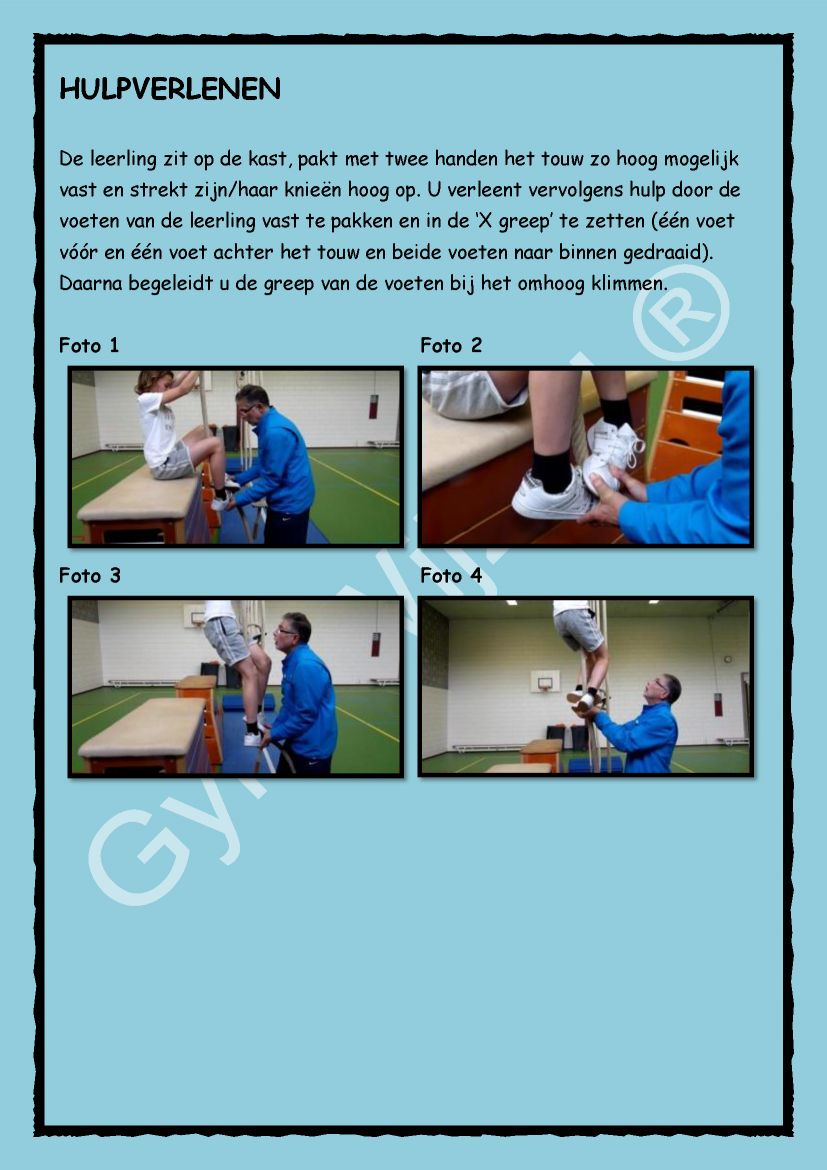 HULPVERLENEN
De leerling zit op de kast, pakt met twee handen het touw zo hoog mogelijk
vast en strekt zijn/haar knieën hoog op. U verleent vervolgens hulp door de
voeten van de leerling vast te pakken en in de ‘X greep’ te zetten (één voet
vóór en één voet achter het touw en beide voeten naar binnen gedraaid).
Daarna begeleidt u de greep van de voeten bij het omhoog klimmen.
Foto 1
Foto 2
Foto 3
Foto 4